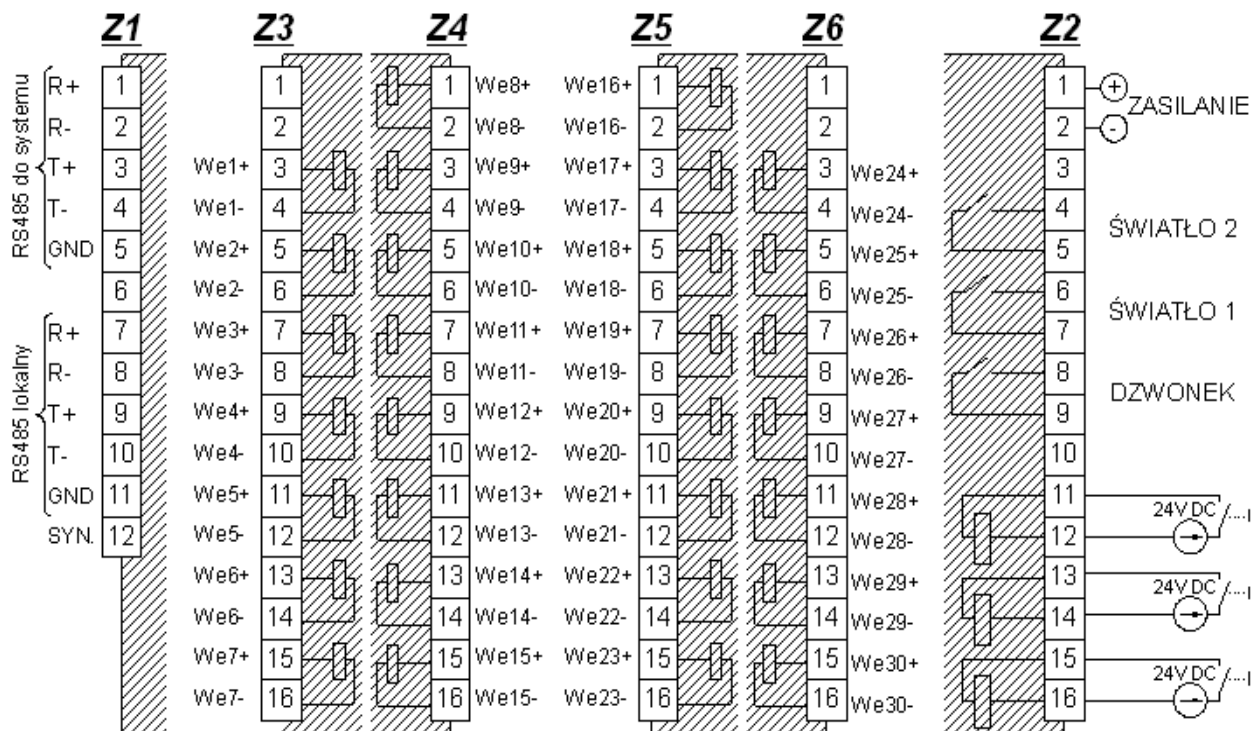 Z1 Z3 Z4 Z5 Z6 Z2
RS485 do systemu
R+ 1
R- 2
T+ 3
T- 4
GND 5
6
RS485 lokalny
R+ 7
R- 8
T+ 9
T- 10
GND 11
SYN. 12
1
2
We1+ 3
We1- 4
We2+ 5
We2- 6
We3+ 7
We3- 8
We4+ 9
We4- 10
We5+ 11
We5- 12
We6+ 13
We6- 14
We7+ 15
We7- 16
1 We8+
2 We8-
3 We9+
4 We9-
5 We10+
6 We10-
7 We11+
8 We11-
9 We12+
10 We12-
11 We13+
12 We13-
13 We14+
14 We14-
15 We15+
16 We15-
We16+ 1
We16- 2
We17+ 3
We17- 4
We18+ 5
We18- 6
We19+ 7
We19- 8
We20+ 9
We20- 10
We21+ 11
We21- 12
We22+ 13
We22- 14
We23+ 15
We23- 16
1
2
3 We24+
4 We24-
5 We25+
6 We25-
7 We26+
8 We26-
9 We27+
10 We27-
11 We28+
12 We28-
13 We29+
14 We29-
15 We30+
16 We30-
1 +
ZASILANIE
2 -
3
4
ŚWIATŁO 2
5
6
ŚWIATŁO 1
7
8
DZWONEK
9
10
11
24V DC
12
13
24V DC
14
15
24V DC
16